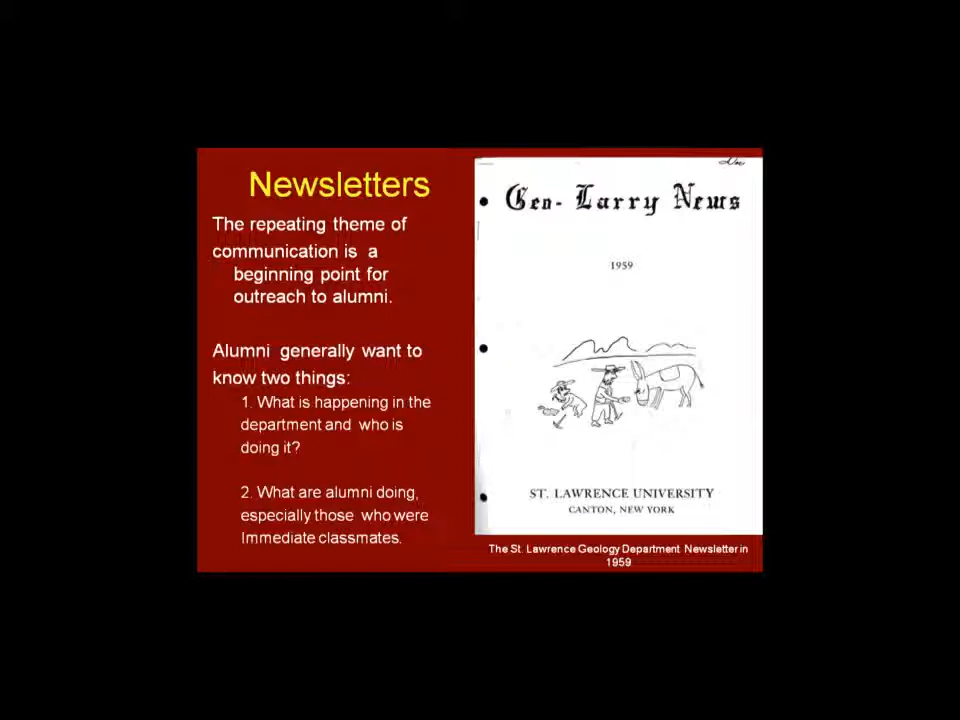 Newsletters
The repeating theme of
communication is a
beginning point for
outreach to alumni.
Alumni generally want to
know two things:
1. What is happening in the
department and who is
doing it?
2. What are alumni doing,
especially those who were
Immediate classmates.
Geo- Larry News
1959
ST. LAWRENCE UNIVERSITY
CANTON, NEW YORK
The St. Lawrence Geology Department Newsletter in
1959